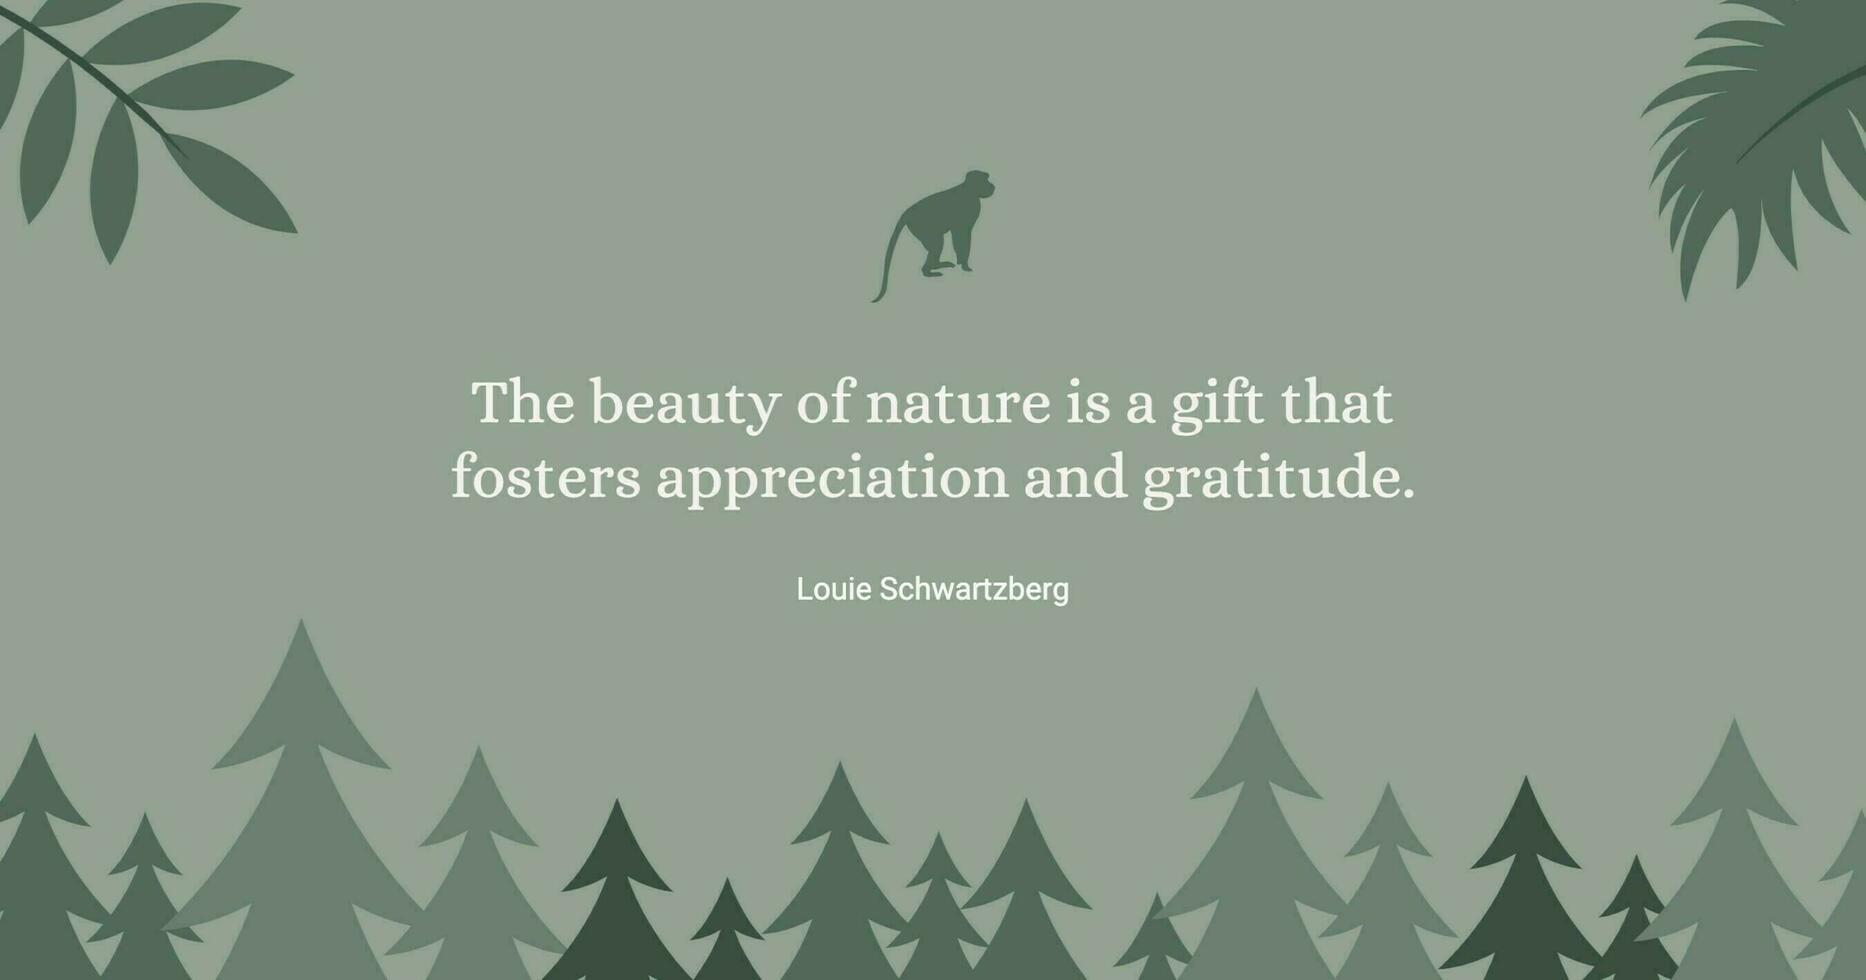 The beauty of nature is a gift that
fosters appreciation and gratitude.
Louie Schwartzberg